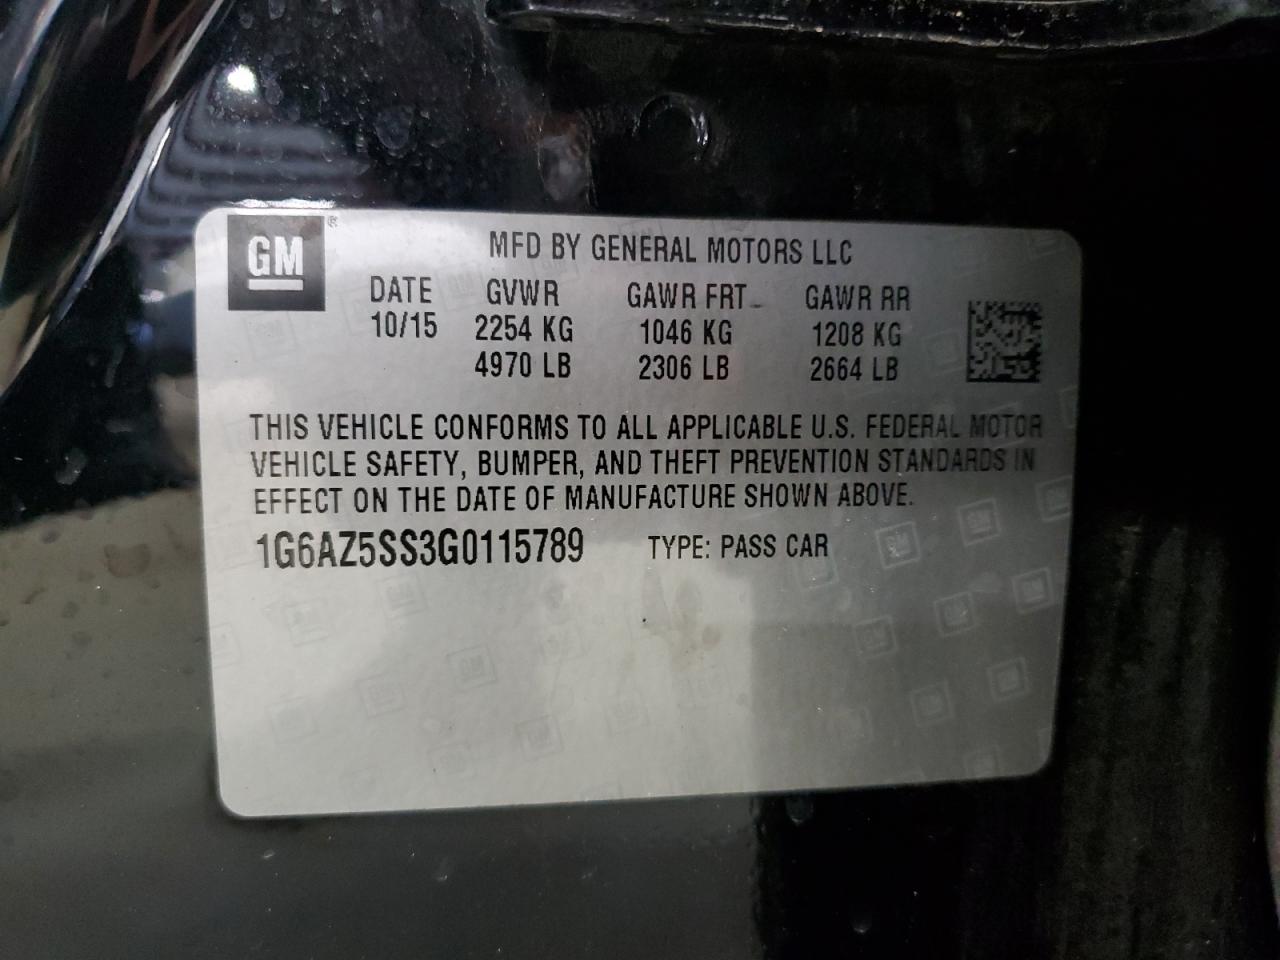 GM®
MFD BY GENERAL MOTORS LLC
DATE GVWR GAWR FRT GAWR RR
10/15 2254 KG 1046 KG 1208 KG
4970 LB 2306 LB 2664 LB
THIS VEHICLE CONFORMS TO ALL APPLICABLE U.S. FEDERAL MOTOR
VEHICLE SAFETY, BUMPER, AND THEFT PREVENTION STANDARDS IN
EFFECT ON THE DATE OF MANUFACTURE SHOWN ABOVE.
1G6AZ5SS3G0115789 TYPE: PASS CAR